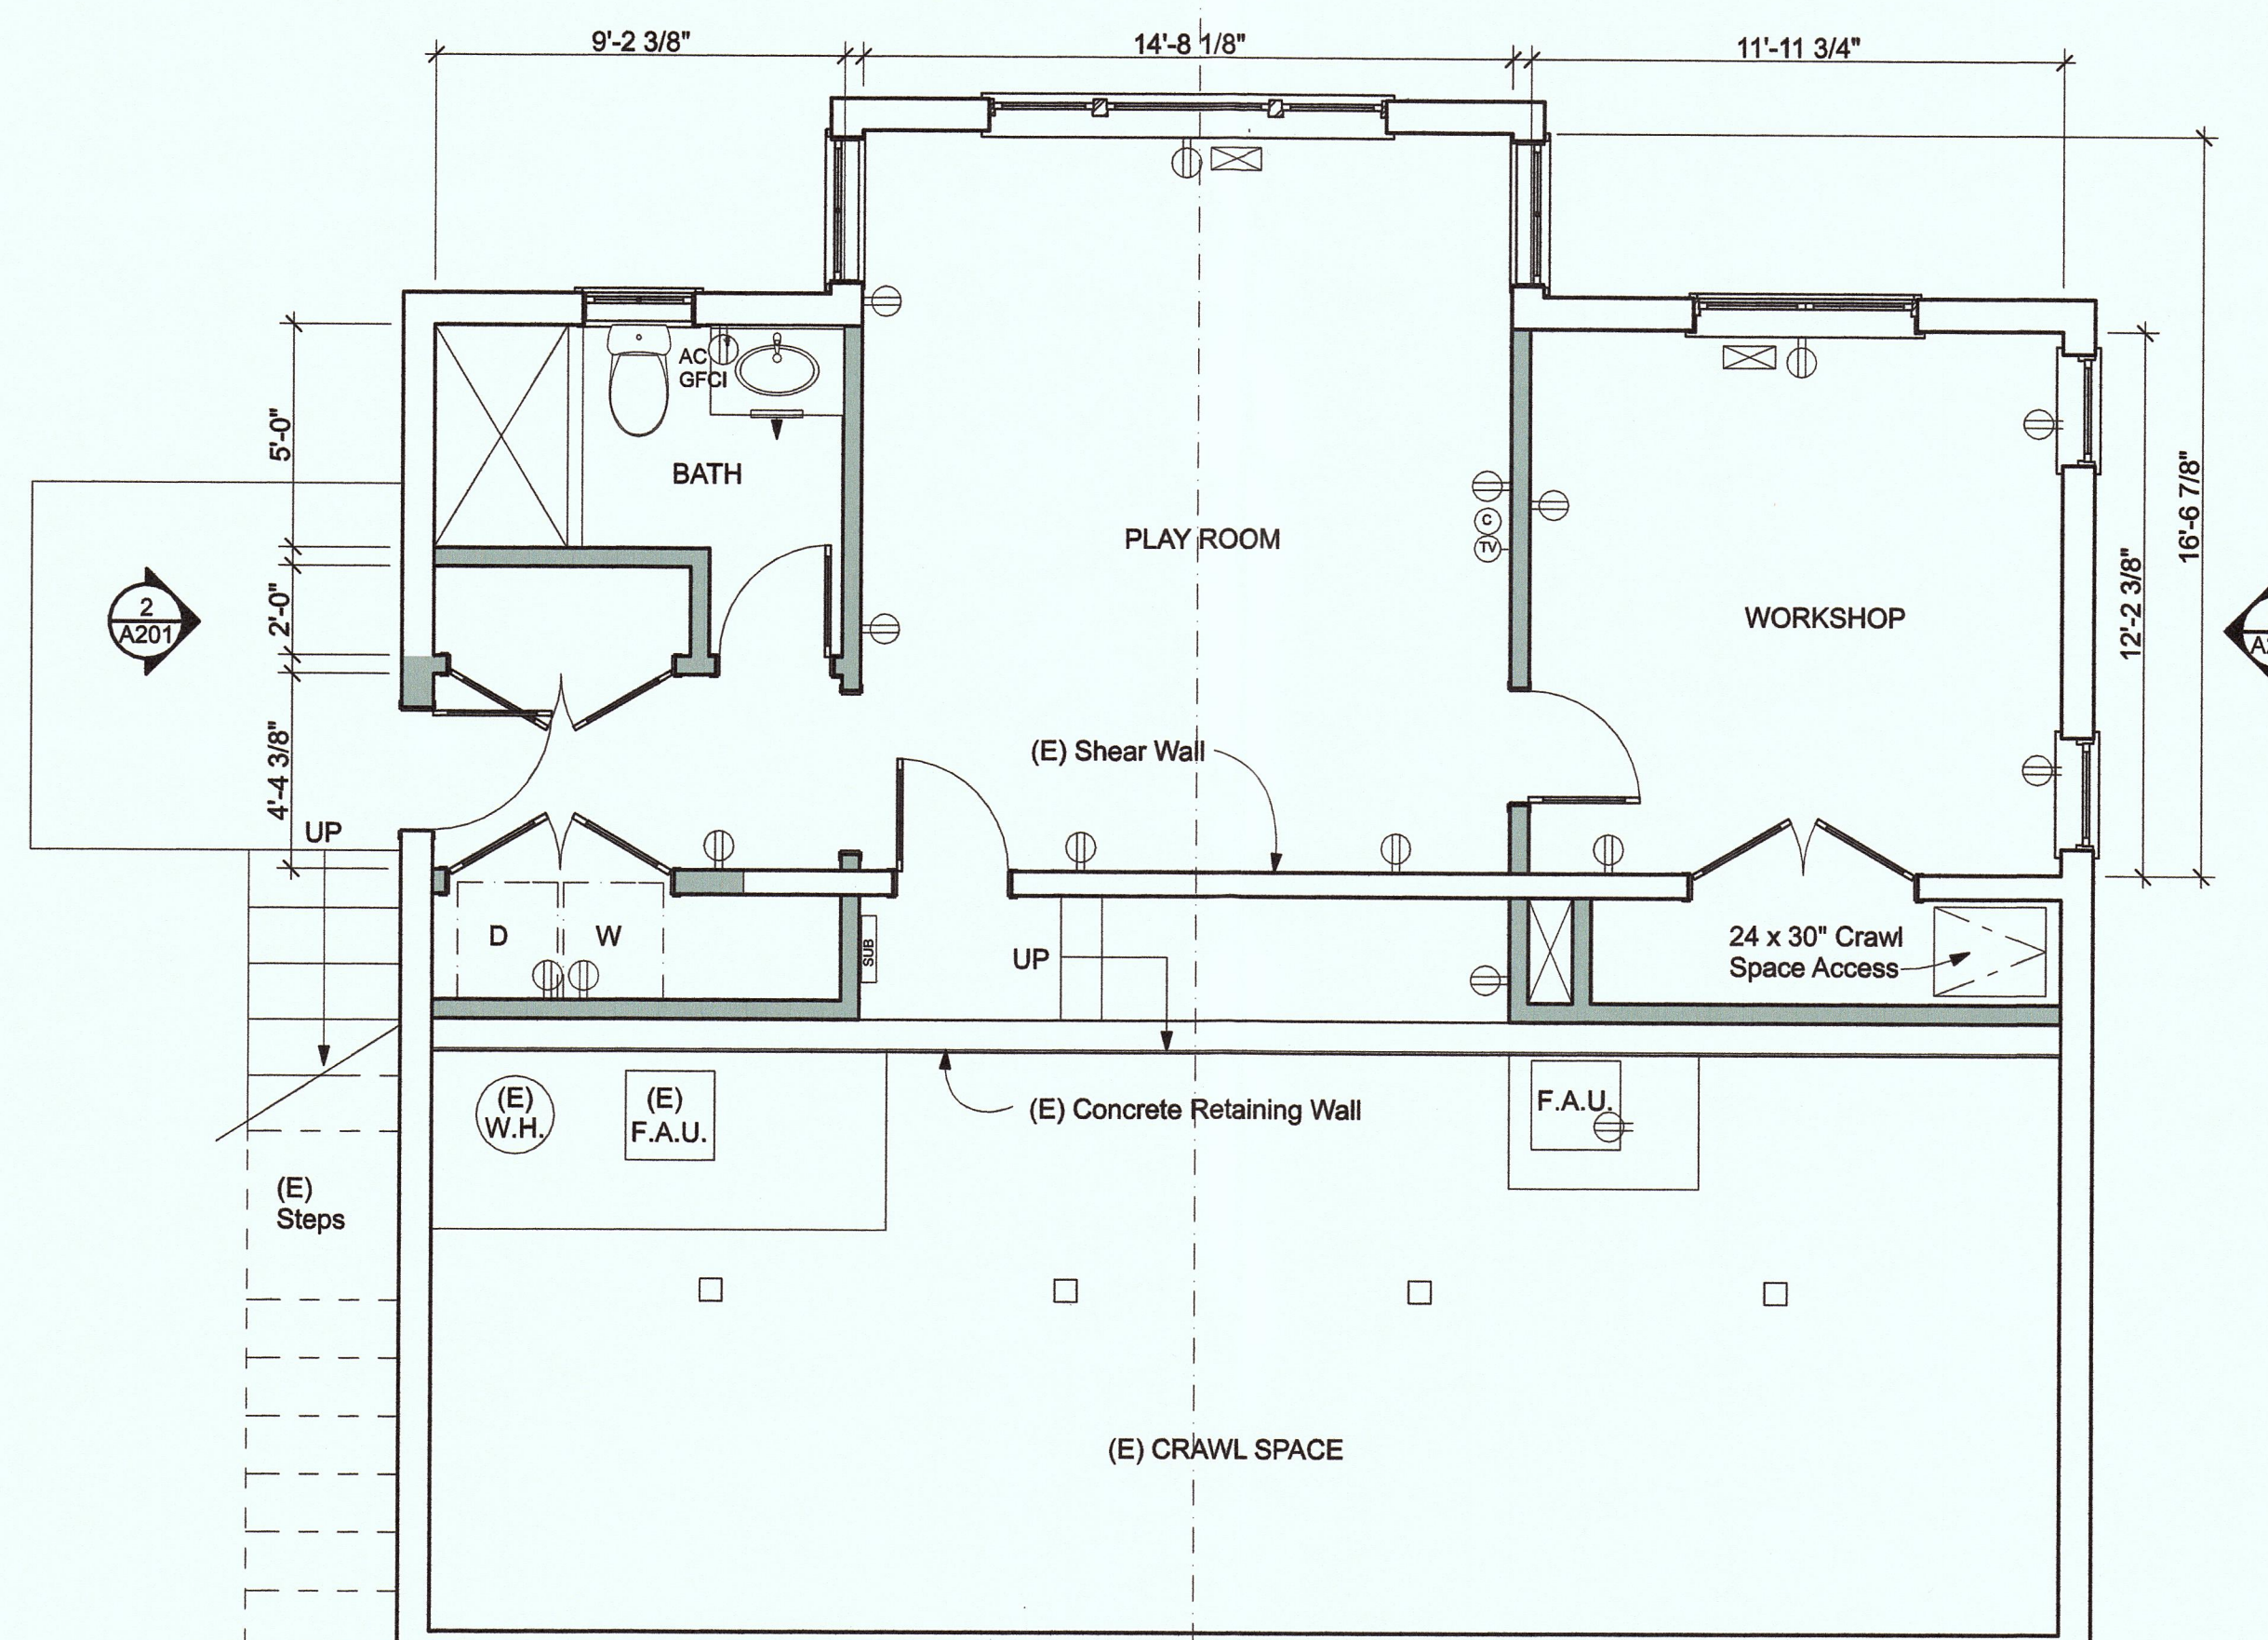 9'-2 3/8"
14'-8 1/8"
11'-11 3/4"
AC
GFCI
5'-0"
BATH
PLAY ROOM
C
TV
16'-6 7/8"
12'-2 3/8"
2'-0"
2
A201
WORKSHOP
4'-4 3/8"
(E) Shear Wall
UP
D
W
SUB
UP
24 x 30" Crawl
Space Access
(E)
W.H.
(E)
F.A.U.
(E) Concrete Retaining Wall
F.A.U.
(E)
Steps
(E) CRAWL SPACE